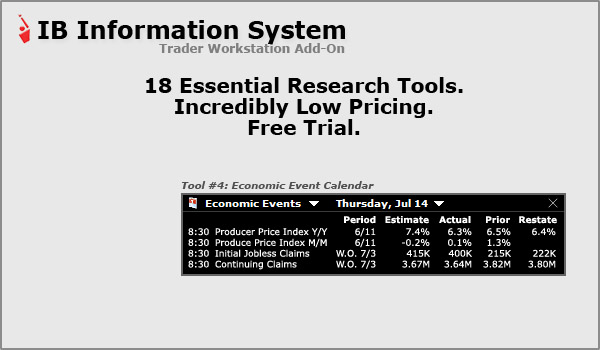 IB Information System
Trader Workstation Add-On
18 Essential Research Tools.
Incredibly Low Pricing.
Free Trial.
Tool #4: Economic Event Calendar
Economic Events Thursday, Jul 14
Period Estimate Actual Prior Restate
8:30 Producer Price Index Y/Y 6/11 7.4% 6.3% 6.5% 6.4%
8:30 Produce Price Index M/M 6/11 -0.2% 0.1% 1.3%
8:30 Initial Jobless Claims W.O. 7/3 415K 400K 215K 222K
8:30 Continuing Claims W.O. 7/3 3.67M 3.64M 3.82M 3.80M